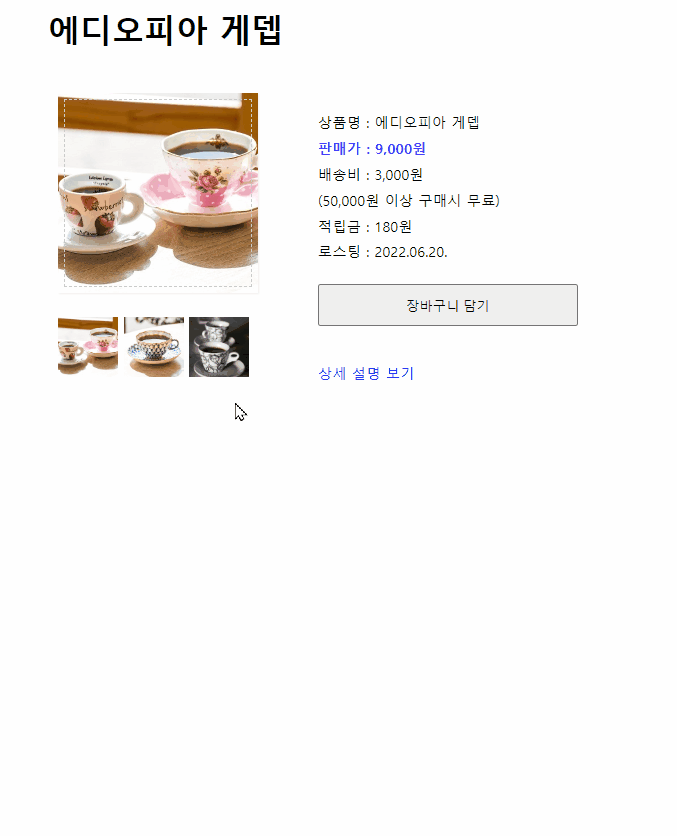 에디오피아 게뎁
상품명 : 에디오피아 게뎁
판매가 : 9,000원
배송비 : 3,000원
(50,000원 이상 구매시 무료)
적립금 : 180원
로스팅 : 2022.06.20.
장바구니 담기
상세 설명 보기